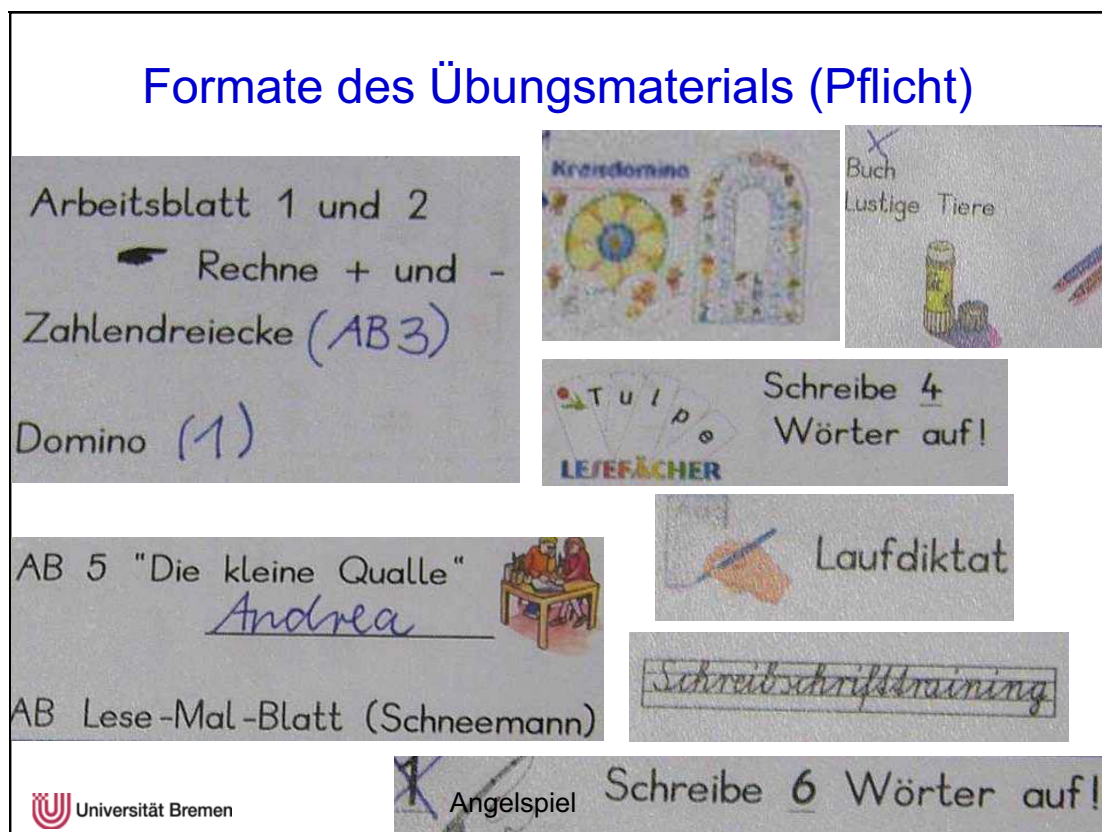 Formate des Übungsmaterials (Pflicht)
Arbeitsblatt 1 und 2
Rechne + und -
Zahlendreiecke (AB 3)
Domino (1)
Kreisdomino
Buch
Lustige Tiere
T u l p e
LESEFÄCHER
Schreibe 4
Wörter auf!
Laufdiktat
AB 5 "Die kleine Qualle"
Andrea
AB Lese-Mal-Blatt (Schneemann)
Schreibschrifttraining
1 Angelspiel Schreibe 6 Wörter auf!
Universität Bremen